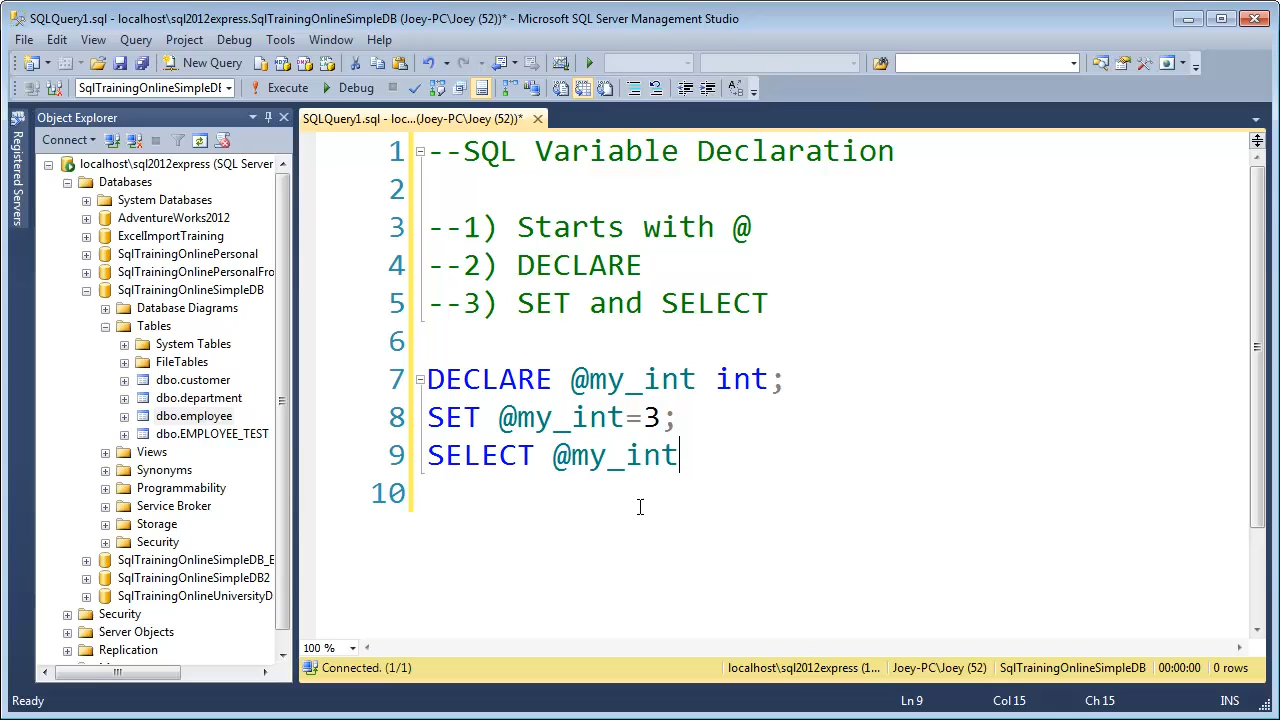 SQLQuery1.sql - localhost\sql2012express.SqlTrainingOnlineSimpleDB (Joey-PC\Joey (52))* - Microsoft SQL Server Management Studio
File Edit View Query Project Debug Tools Window Help
New Query
SqlTrainingOnlineSimpleDE Execute Debug
Registered Servers
Object Explorer
Connect
localhost\sql2012express (SQL Server
Databases
System Databases
AdventureWorks2012
ExcelImportTraining
SqlTrainingOnlinePersonal
SqlTrainingOnlinePersonalFro
SqlTrainingOnlineSimpleDB
Database Diagrams
Tables
System Tables
FileTables
dbo.customer
dbo.department
dbo.employee
dbo.EMPLOYEE_TEST
Views
Synonyms
Programmability
Service Broker
Storage
Security
SqlTrainingOnlineSimpleDB_E
SqlTrainingOnlineSimpleDB2
SqlTrainingOnlineUniversityD
Security
Server Objects
Replication
SQLQuery1.sql - loc...(Joey-PC\Joey (52))*
1 --SQL Variable Declaration
2
3 --1) Starts with @
4 --2) DECLARE
5 --3) SET and SELECT
6
7 DECLARE @my_int int;
8 SET @my_int=3;
9 SELECT @my_int
10
100 %
Connected. (1/1) localhost\sql2012express (1... Joey-PC\Joey (52) SqlTrainingOnlineSimpleDB 00:00:00 0 rows
Ready Ln 9 Col 15 Ch 15 INS